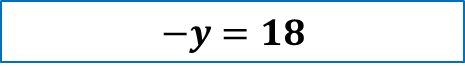 −y = 18